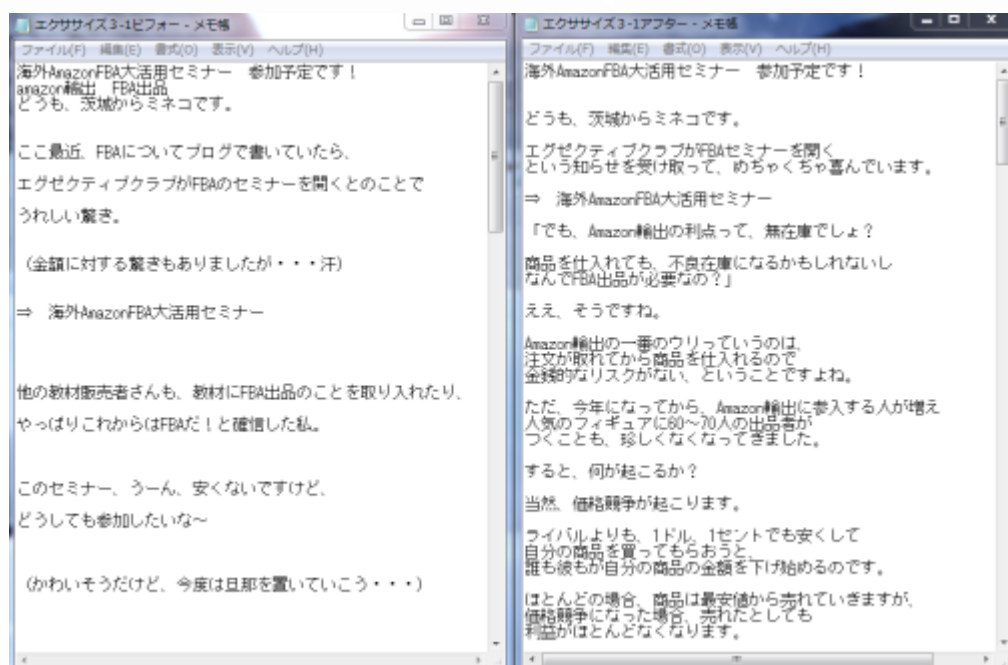 エクササイズ3-1ビフォー - メモ帳
ファイル(F) 編集(E) 書式(O) 表示(V) ヘルプ(H)
海外AmazonFBA大活用セミナー 参加予定です!
amazon輸出 FBA出品
どうも、茨城からミネコです。
ここ最近、FBAについてブログで書いていたら、
エグゼクティブクラブがFBAのセミナーを開くとのことで
うれしい驚き。
(金額に対する驚きもありましたが・・・汗)
⇒ 海外AmazonFBA大活用セミナー
他の教材販売者さんも、教材にFBA出品のことを取り入れたり、
やっぱりこれからはFBAだ!と確信した私。
このセミナー、うーん、安くないですけど、
どうしても参加したいな~
(かわいそうだけど、今度は旦那を置いていこう・・・)
エクササイズ3-1アフター - メモ帳
ファイル(F) 編集(E) 書式(O) 表示(V) ヘルプ(H)
海外AmazonFBA大活用セミナー 参加予定です!
どうも、茨城からミネコです。
エグゼクティブクラブがFBAセミナーを開く
という知らせを受け取って、めちゃくちゃ喜んでいます。
⇒ 海外AmazonFBA大活用セミナー
「でも、Amazon輸出の利点って、無在庫でしょ?
商品を仕入れても、不良在庫になるかもしれないし
なんでFBA出品が必要なの?」
ええ、そうですね。
Amazon輸出の一番のウリっていうのは、
注文が取れてから商品を仕入れるので
金銭的なリスクがない、ということですよね。
ただ、今年になってから、Amazon輸出に参入する人が増え
人気のフィギュアに60~70人の出品者が
つくことも、珍しくなくなってきました。
すると、何が起こるか?
当然、価格競争が起こります。
ライバルよりも、1ドル、1セントでも安くして
自分の商品を買ってもらおうと、
誰も彼もが自分の商品の金額を下げ始めるのです。
ほとんどの場合、商品は最安値から売れていきますが、
価格競争になった場合、売れたとしても
利益がほとんどなくなります。